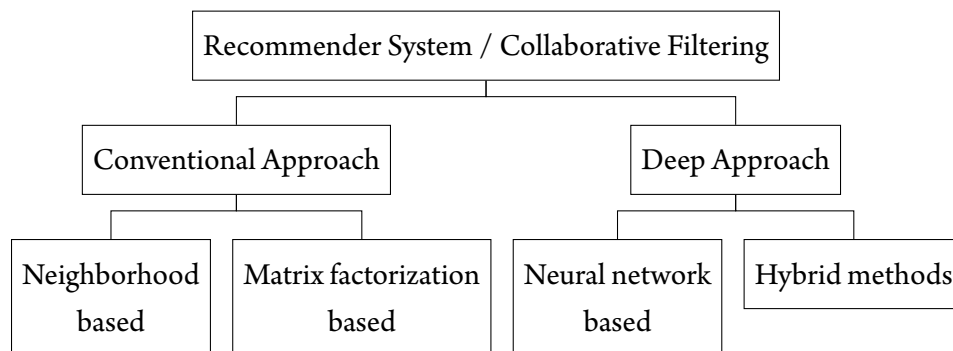 Recommender System / Collaborative Filtering
Conventional Approach
Deep Approach
Neighborhood
based
Matrix factorization
based
Neural network
based
Hybrid methods